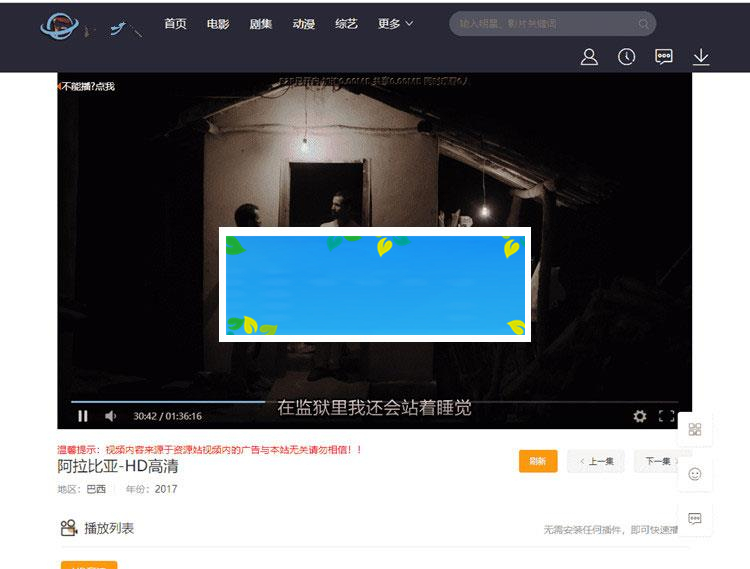 首页 电影 剧集 动漫 综艺 更多
输入明星、影片关键词
不能播?点我
在监狱里我还会站着睡觉
30:42 / 01:36:16
温馨提示：视频内容来源于资源站视频内的广告与本站无关请勿相信！！
阿拉比亚-HD高清
刷新 上一集 下一集
地区：巴西 年份：2017
播放列表
无需安装任何插件，即可快速播